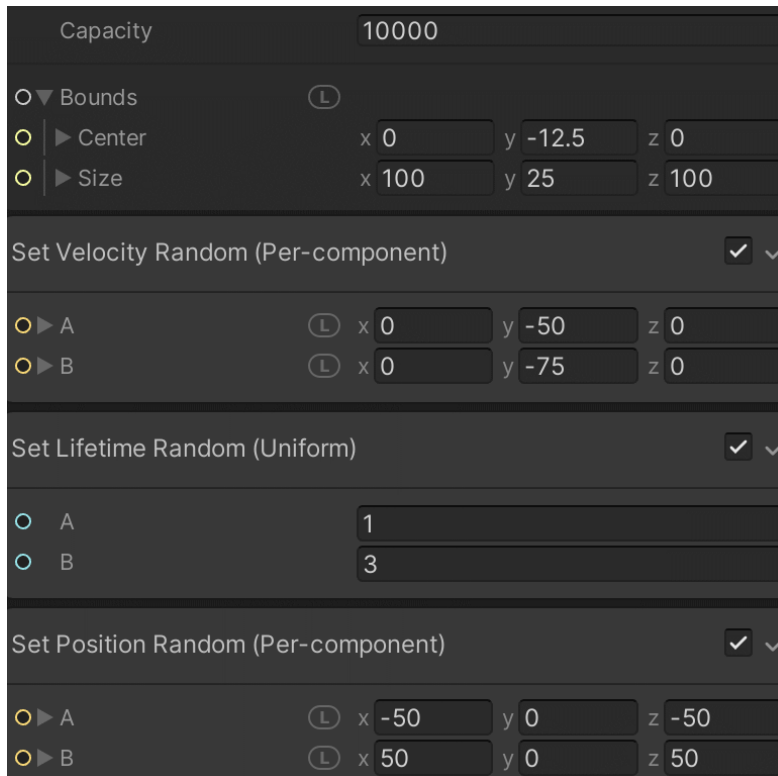 Capacity 10000
Bounds L
Center x 0 y -12.5 z 0
Size x 100 y 25 z 100
Set Velocity Random (Per-component)
A L x 0 y -50 z 0
B L x 0 y -75 z 0
Set Lifetime Random (Uniform)
A 1
B 3
Set Position Random (Per-component)
A L x -50 y 0 z -50
B L x 50 y 0 z 50